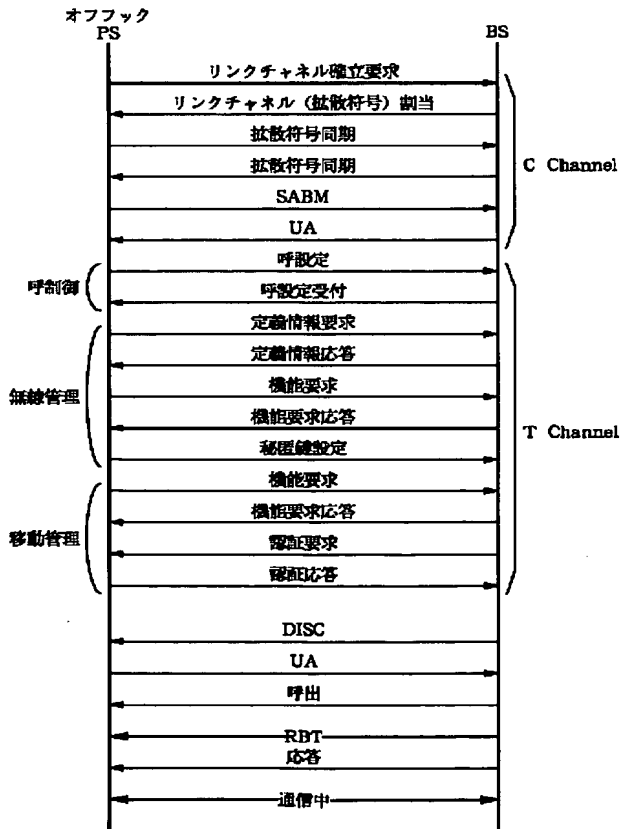 オフフック
PS
BS
リンクチャネル確立要求
リンクチャネル（拡散符号）割当
拡散符号同期
拡散符号同期
C Channel
SABM
UA
呼設定
呼制御
呼設定受付
定義情報要求
定義情報応答
無線管理
機能要求
機能要求応答
T Channel
秘匿鍵設定
機能要求
機能要求応答
移動管理
認証要求
認証応答
DISC
UA
呼出
RBT
応答
通信中